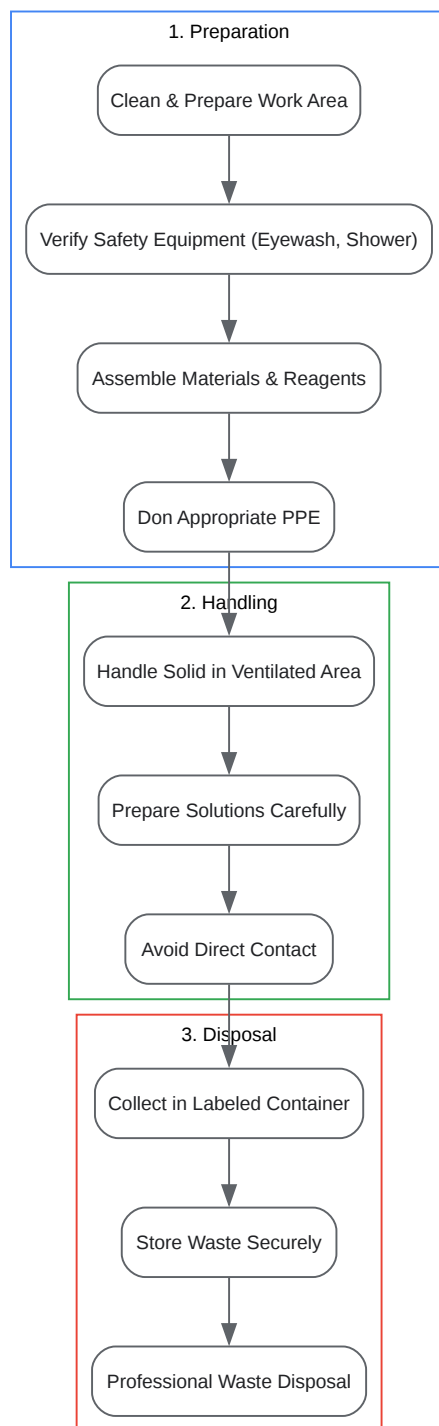 1. Preparation
Clean & Prepare Work Area
Verify Safety Equipment (Eyewash, Shower)
Assemble Materials & Reagents
Don Appropriate PPE
2. Handling
Handle Solid in Ventilated Area
Prepare Solutions Carefully
Avoid Direct Contact
3. Disposal
Collect in Labeled Container
Store Waste Securely
Professional Waste Disposal